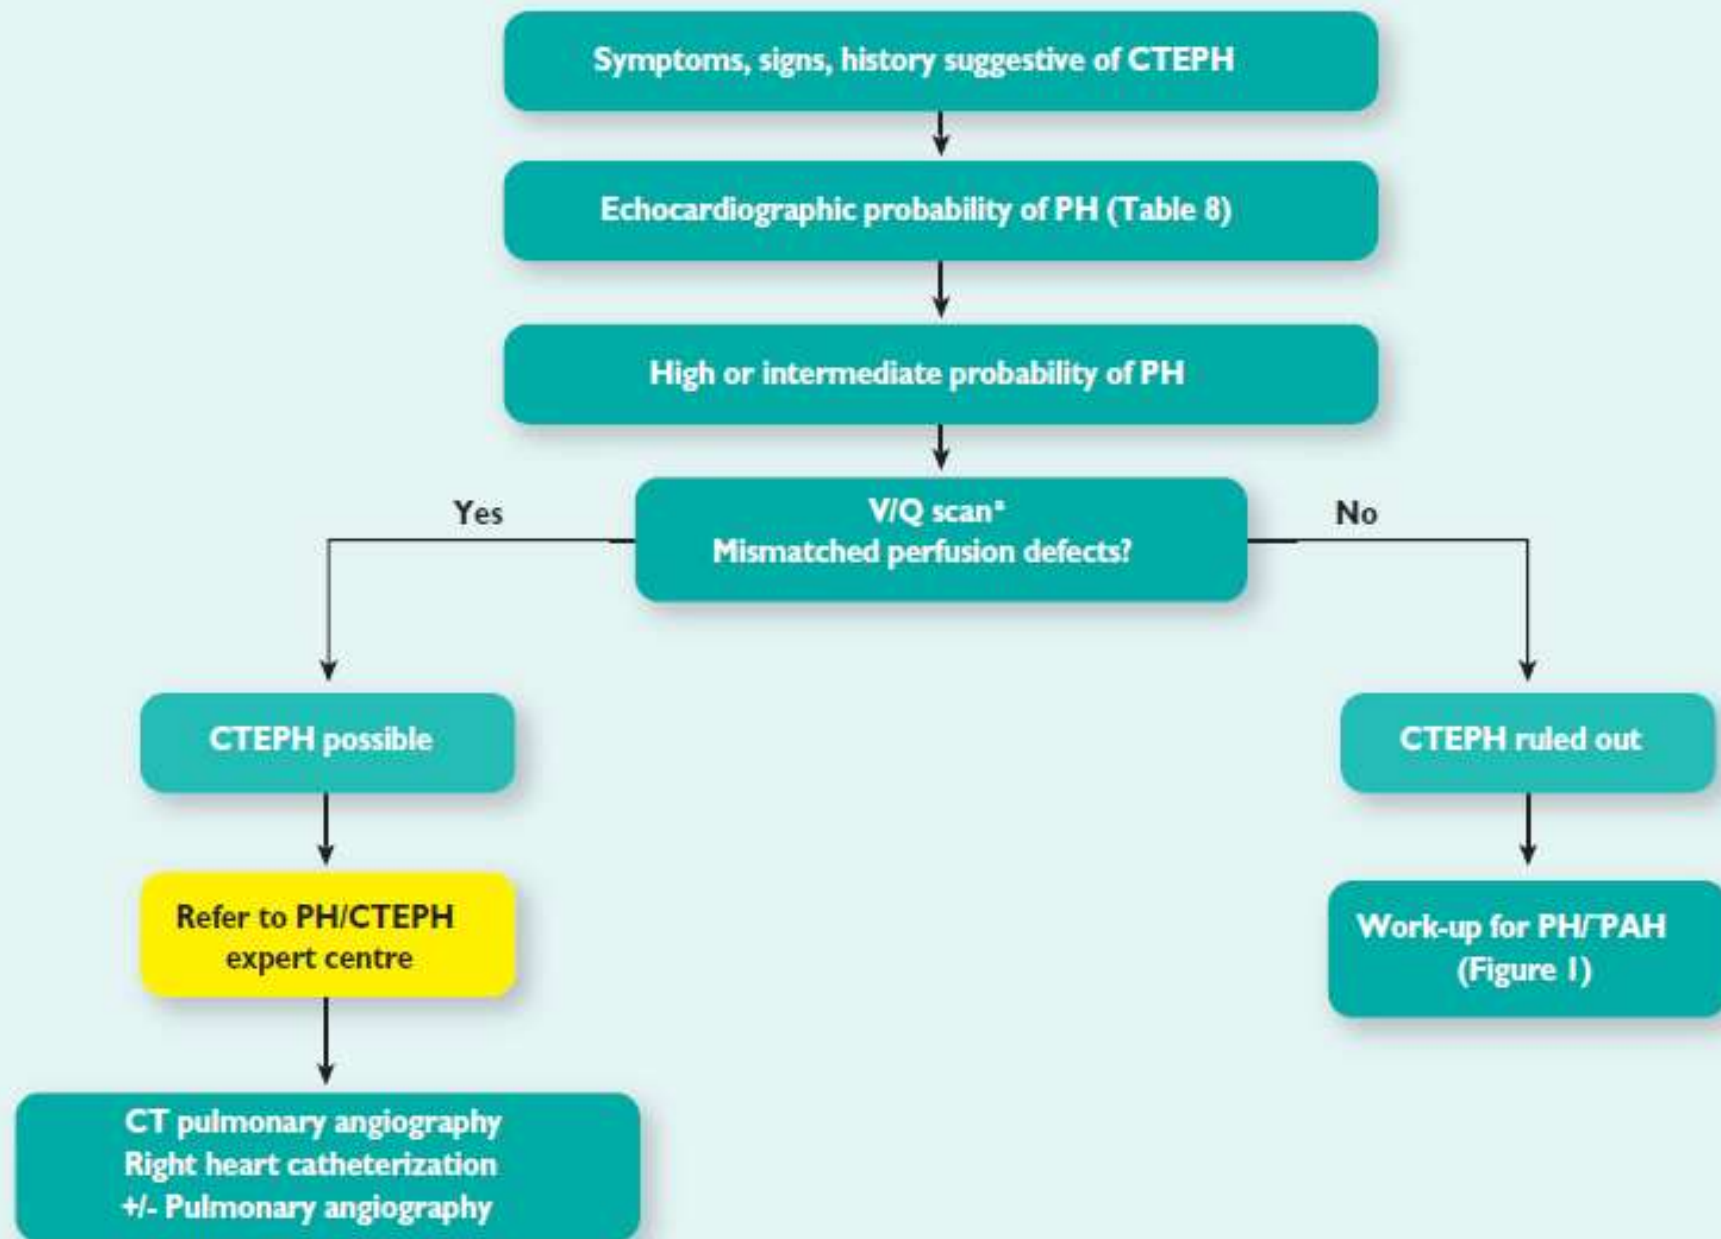 Symptoms, signs, history suggestive of CTEPH
Echocardiographic probability of PH (Table 8)
High or intermediate probability of PH
Yes
V/Q scan*
Mismatched perfusion defects?
No
CTEPH possible
CTEPH ruled out
Refer to PH/CTEPH
expert centre
Work-up for PH/PAH
(Figure 1)
CT pulmonary angiography
Right heart catheterization
+/- Pulmonary angiography